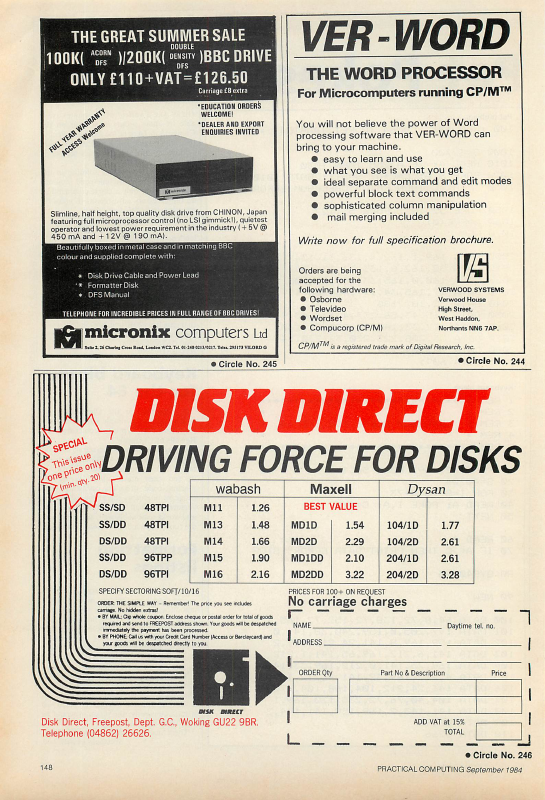 THE GREAT SUMMER SALE
100K( ACORN DFS )/200K( DOUBLE DENSITY DFS )BBC DRIVE
ONLY £110+VAT=£126.50
Carriage £8 extra
*EDUCATION ORDERS
WELCOME!
*DEALER AND EXPORT
ENQUIRIES INVITED
FULL YEAR WARRANTY
ACCESS Welcome
micronix
Slimline, half height, top quality disk drive from CHINON, Japan
featuring full microprocessor control (no LSI gimmick!), quietest
operator and lowest power requirement in the industry (+5V @
450 mA and +12V @ 190 mA).
Beautifully boxed in metal case and in matching BBC
colour and supplied complete with:
* Disk Drive Cable and Power Lead
* Formatter Disk
* DFS Manual
TELEPHONE FOR INCREDIBLE PRICES IN FULL RANGE OF BBC DRIVES!
micronix computers Ltd
Suite 2, 26 Charing Cross Road, London WC2. Tel. 01-240 0213/0217. Telex. 295173 VILORD G
● Circle No. 245
VER-WORD
THE WORD PROCESSOR
For Microcomputers running CP/M™
You will not believe the power of Word
processing software that VER-WORD can
bring to your machine.
● easy to learn and use
● what you see is what you get
● ideal separate command and edit modes
● powerful block text commands
● sophisticated column manipulation
● mail merging included
Write now for full specification brochure.
Orders are being
accepted for the
following hardware:
● Osborne
● Televideo
● Wordset
● Compucorp (CP/M)
VS
VERWOOD SYSTEMS
Verwood House
High Street,
West Haddon,
Northants NN6 7AP.
CP/M™ is a registered trade mark of Digital Research, Inc.
● Circle No. 244
DISK DIRECT
DRIVING FORCE FOR DISKS
SPECIAL
This issue
one price only
(min. qty. 20)
wabash Maxell Dysan
BEST VALUE
SS/SD 48TPI M11 1.26
SS/DD 48TPI M13 1.48 MD1D 1.54 104/1D 1.77
DS/DD 48TPI M14 1.66 MD2D 2.29 104/2D 2.61
SS/DD 96TPP M15 1.90 MD1DD 2.10 204/1D 2.61
DS/DD 96TPI M16 2.16 MD2DD 3.22 204/2D 3.28
SPECIFY SECTORING SOFT/10/16
PRICES FOR 100+ ON REQUEST
No carriage charges
ORDER: THE SIMPLE WAY – Remember! The price you see includes
carriage. No hidden extras!
● BY MAIL: Clip whole coupon. Enclose cheque or postal order for total of goods
required and send to FREEPOST address shown. Your goods will be despatched
immediately the payment has been processed.
● BY PHONE: Call us with your Credit Card Number (Access or Barclaycard) and
your goods will be despatched directly to you.
DISK DIRECT
Disk Direct, Freepost, Dept. G.C., Woking GU22 9BR.
Telephone (04862) 26626.
NAME Daytime tel. no.
ADDRESS
ORDER Qty Part No & Description Price
ADD VAT at 15%
TOTAL
● Circle No. 246
148
PRACTICAL COMPUTING September 1984